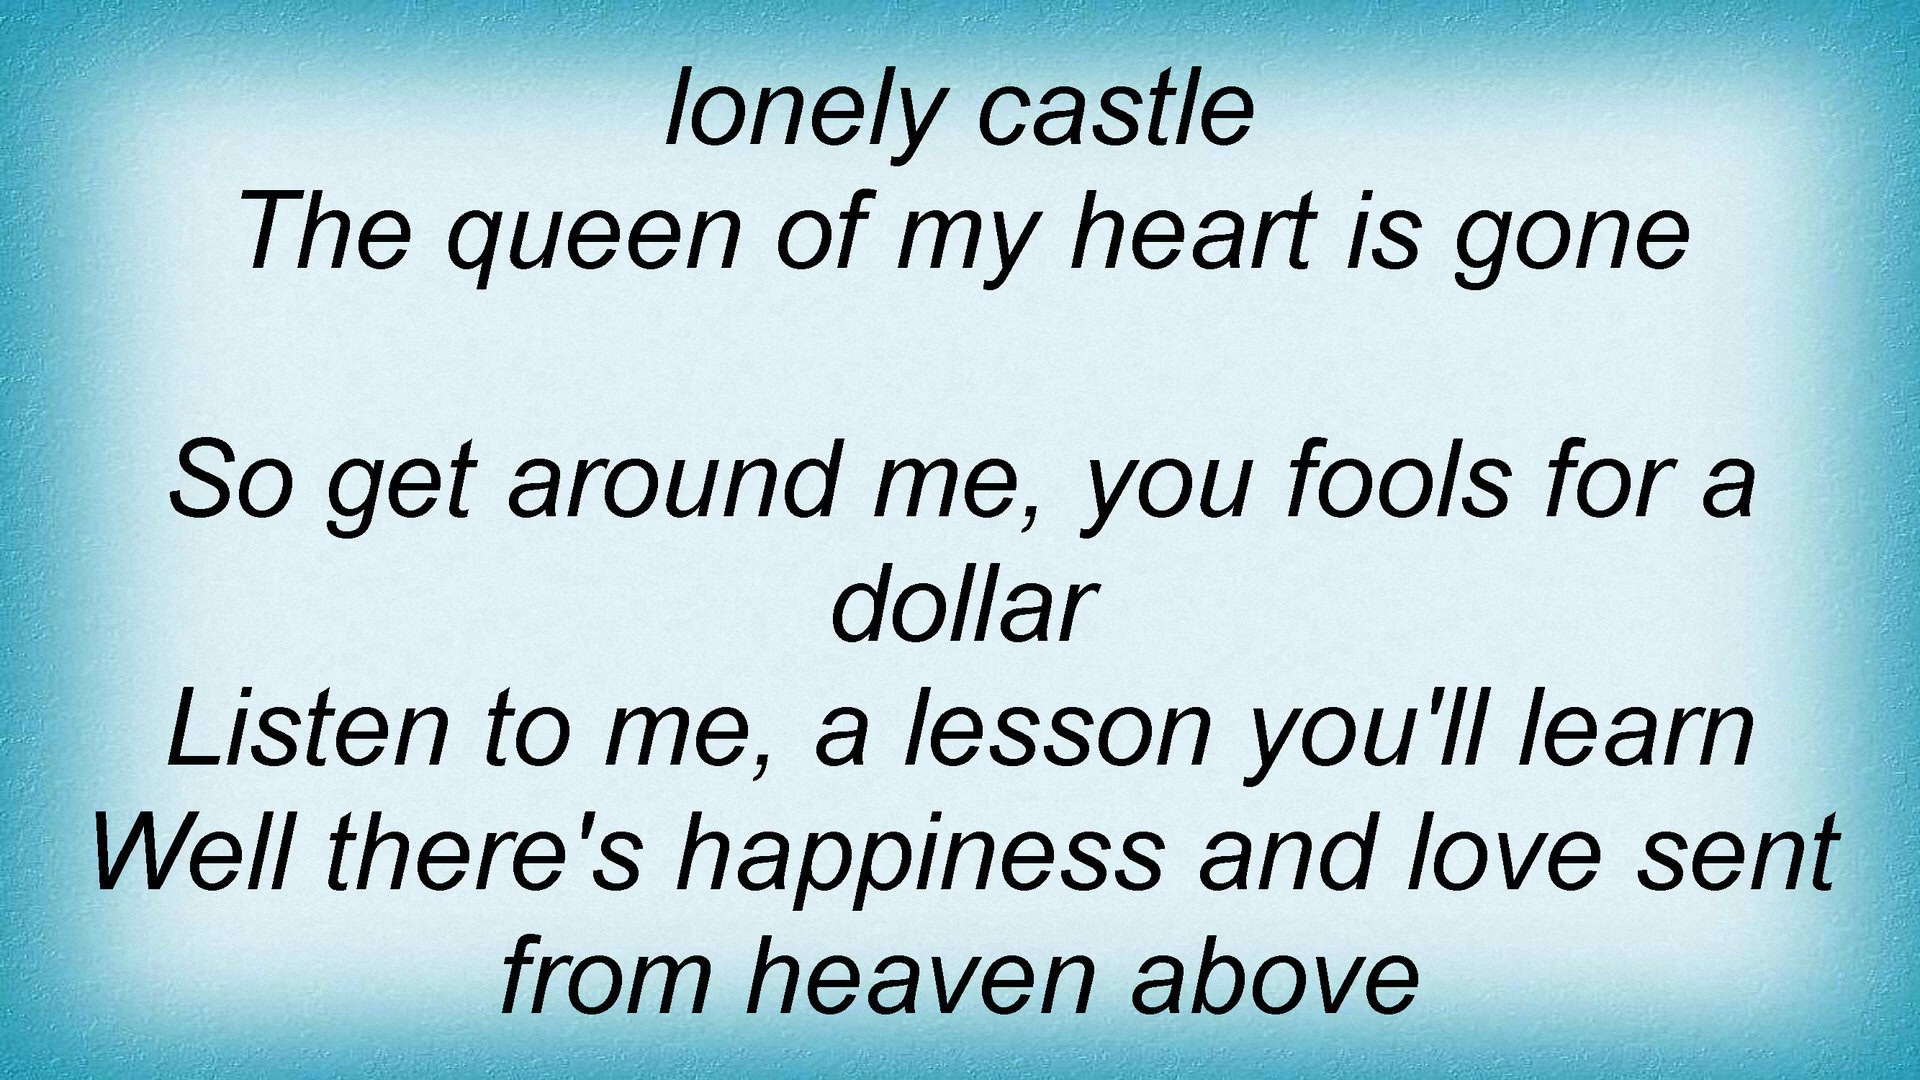 lonely castle
The queen of my heart is gone
So get around me, you fools for a
dollar
Listen to me, a lesson you'll learn
Well there's happiness and love sent
from heaven above